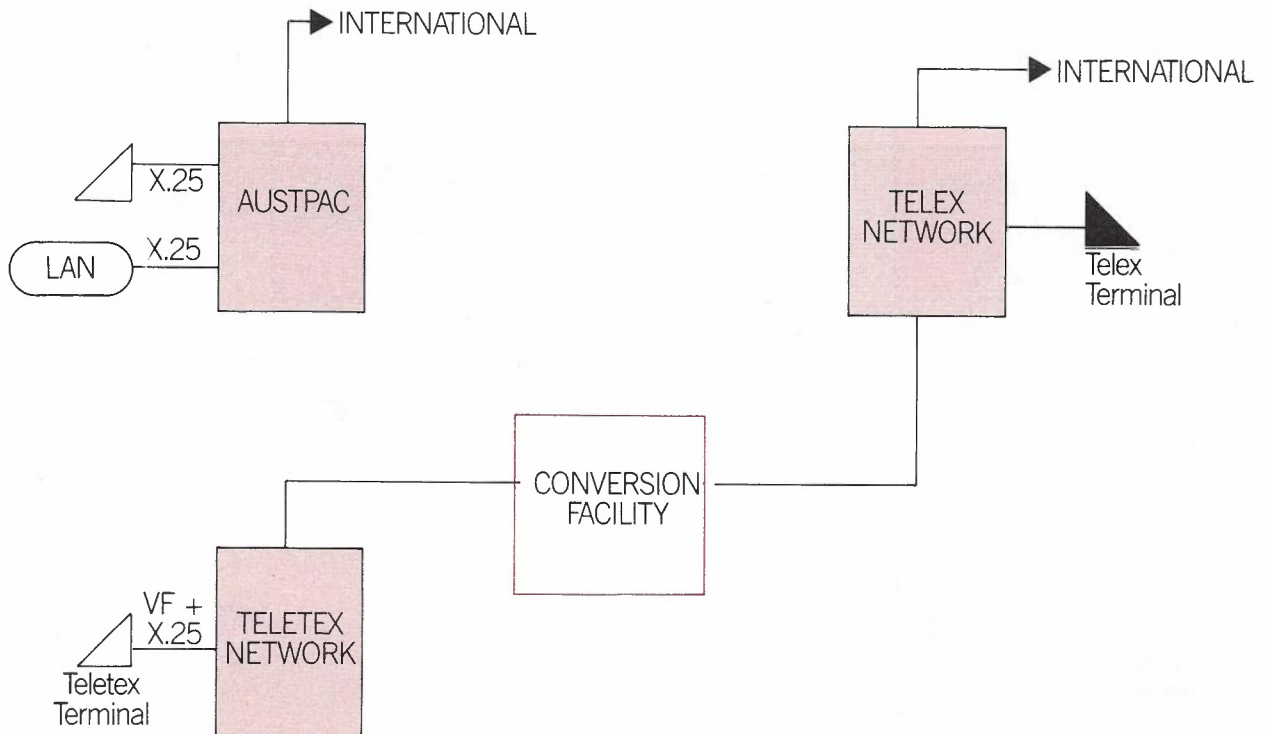 INTERNATIONAL
INTERNATIONAL
X.25
AUSTPAC
X.25
LAN
TELEX
NETWORK
Telex
Terminal
CONVERSION
FACILITY
VF +
X.25
TELETEX
NETWORK
Teletex
Terminal